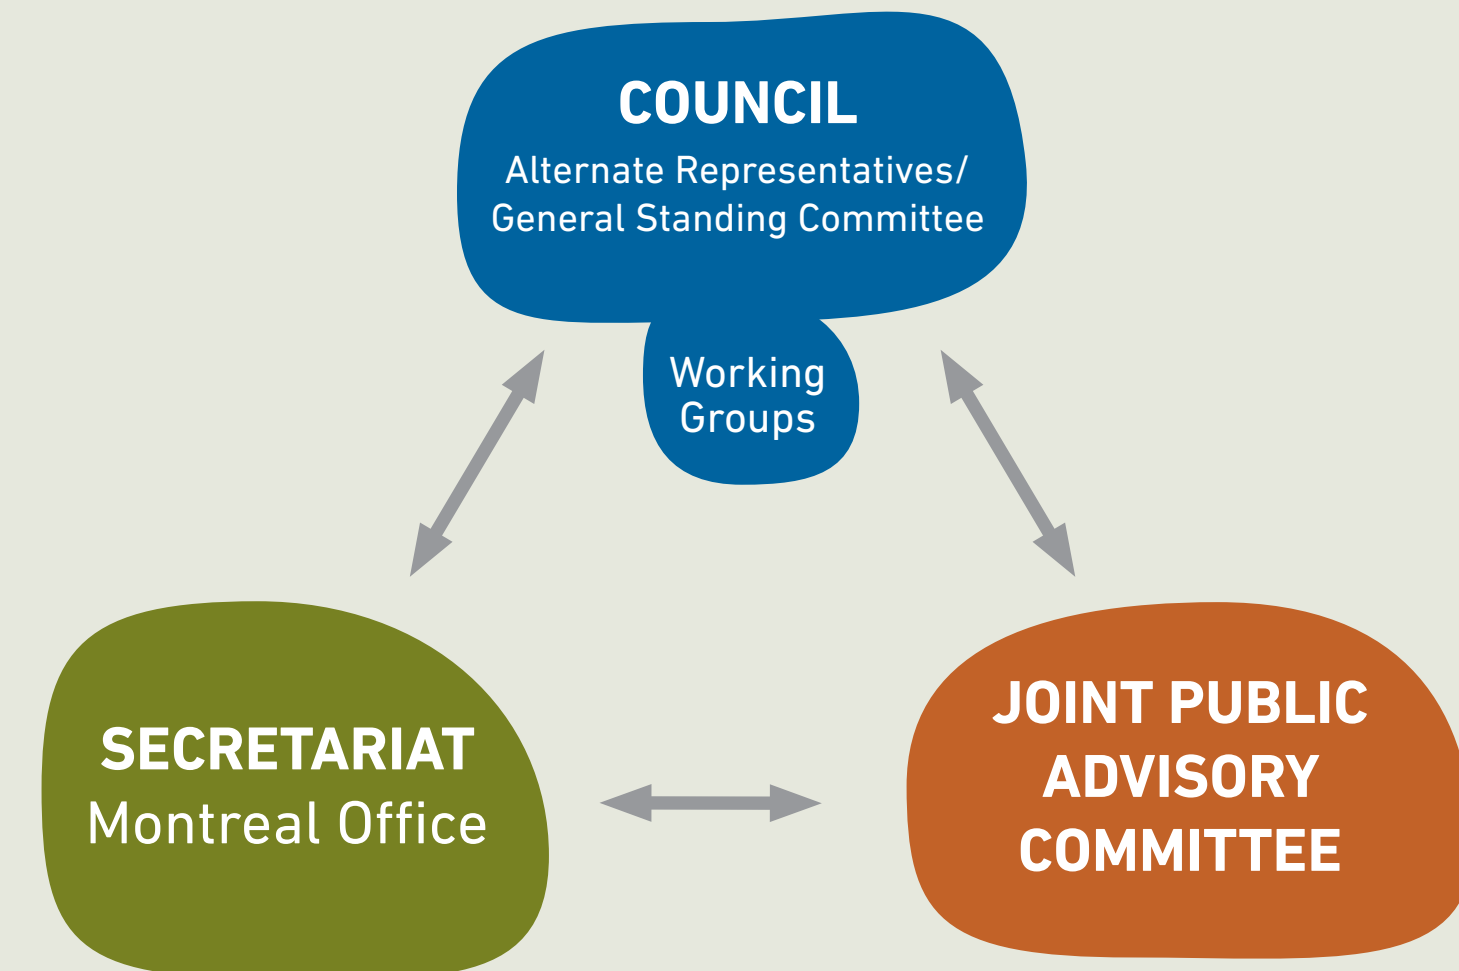 COUNCIL
Alternate Representatives/
General Standing Committee
Working
Groups
SECRETARIAT
Montreal Office
JOINT PUBLIC
ADVISORY
COMMITTEE